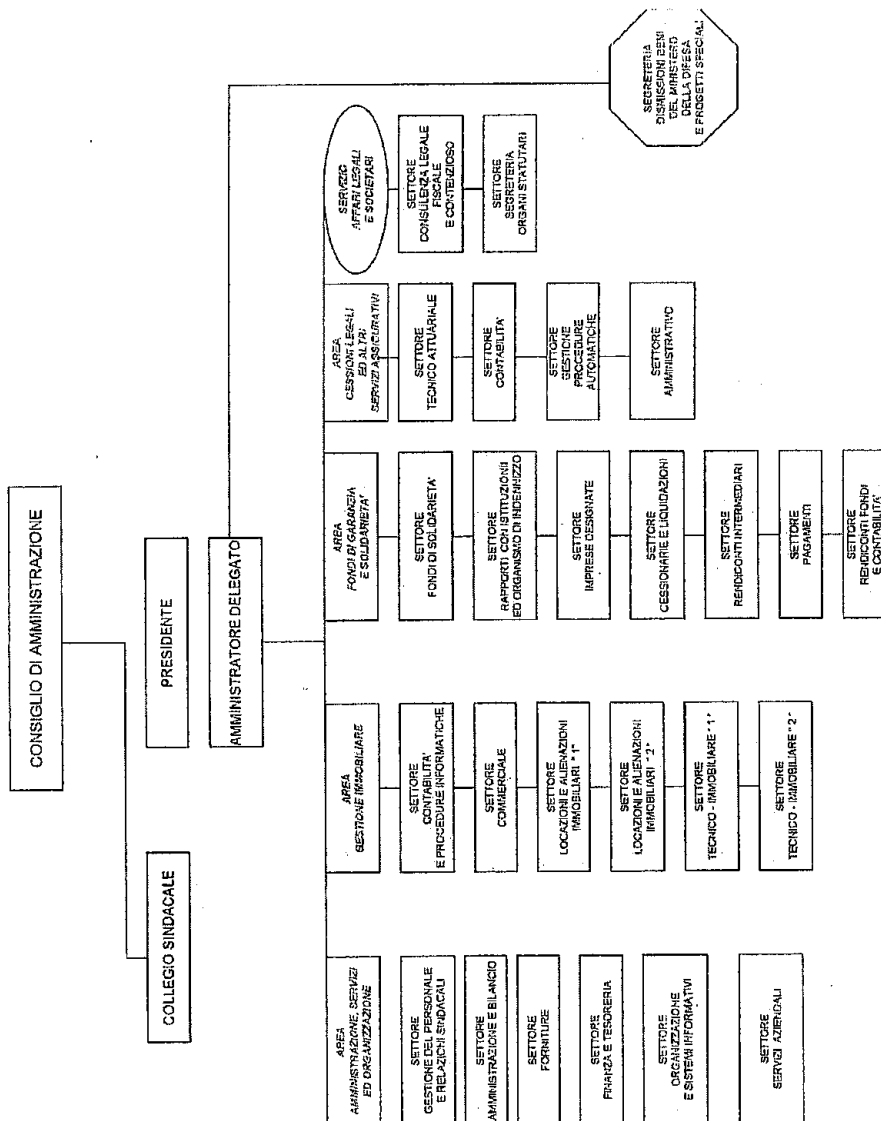 CONSIGLIO DI AMMINISTRAZIONE
COLLEGIO SINDACALE
PRESIDENTE
AMMINISTRATORE DELEGATO
AREA
AMMINISTRAZIONE, SERVIZI
ED ORGANIZZAZIONE
SETTORE
GESTIONE DEL PERSONALE
E RELAZIONI SINDACALI
SETTORE
AMMINISTRAZIONE E BILANCIO
SETTORE
FORNITURE
SETTORE
FINANZA E TESORERIA
SETTORE
ORGANIZZAZIONE
E SISTEMI INFORMATIVI
SETTORE
SERVIZI AZIENDALI
AREA
GESTIONE IMMOBILIARE
SETTORE
CONTABILITA'
E PROCEDURE INFORMATICHE
SETTORE
COMMERCIALE
SETTORE
LOCAZIONI E ALIENAZIONI
IMMOBILIARI "1"
SETTORE
LOCAZIONI E ALIENAZIONI
IMMOBILIARI "2"
SETTORE
TECNICO - IMMOBILIARE "1"
SETTORE
TECNICO - IMMOBILIARE "2"
AREA
FONDI DI GARANZIA
E SOLIDARIETA'
SETTORE
FONDI DI SOLIDARIETA'
SETTORE
RAPPORTI CON ISTITUZIONI
ED ORGANISMO DI INDENNIZZO
SETTORE
IMPRESE DESIGNATE
SETTORE
CESSIONARIE E LIQUIDAZIONI
SETTORE
RENDICONTI INTERMEDIARI
SETTORE
PAGAMENTI
SETTORE
RENDICONTI FONDI
E CONTABILITA'
AREA
CESSIONI LEGALI
ED ALTRI
SERVIZI ASSICURATIVI
SETTORE
TECNICO ATTUARIALE
SETTORE
CONTABILITA'
SETTORE
GESTIONE
PROCEDURE
AUTOMATICHE
SETTORE
AMMINISTRATIVO
SERVIZIO
AFFARI LEGALI
E SOCIETARI
SETTORE
CONSULENZA LEGALE
FISCALE
E CONTENZIOSO
SETTORE
SEGRETERIA
ORGANI STATUTARI
SEGRETERIA
DISMISSIONI BENI
DEL MINISTERO
DELLA DIFESA
E PROGETTI SPECIALI